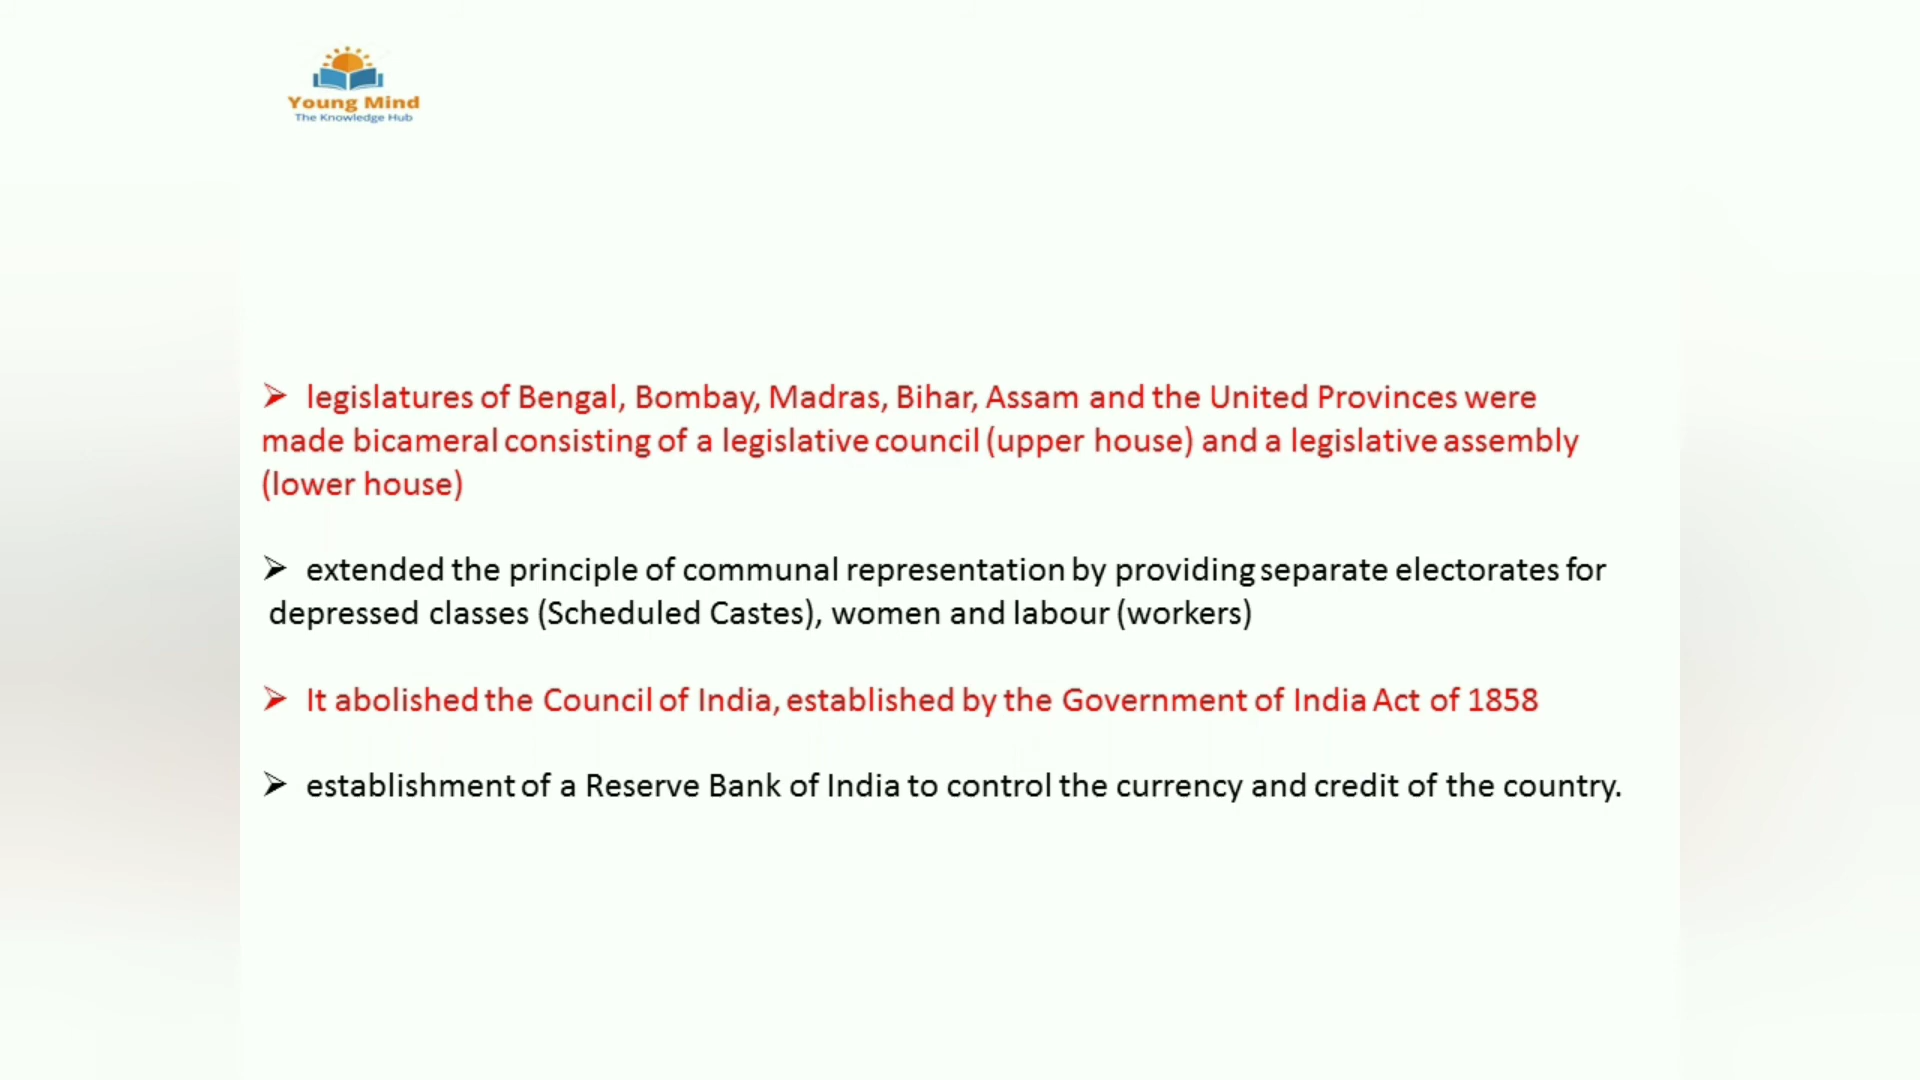 Young Mind
The Knowledge Hub
➢ legislatures of Bengal, Bombay, Madras, Bihar, Assam and the United Provinces were
made bicameral consisting of a legislative council (upper house) and a legislative assembly
(lower house)
➢ extended the principle of communal representation by providing separate electorates for
depressed classes (Scheduled Castes), women and labour (workers)
➢ It abolished the Council of India, established by the Government of India Act of 1858
➢ establishment of a Reserve Bank of India to control the currency and credit of the country.